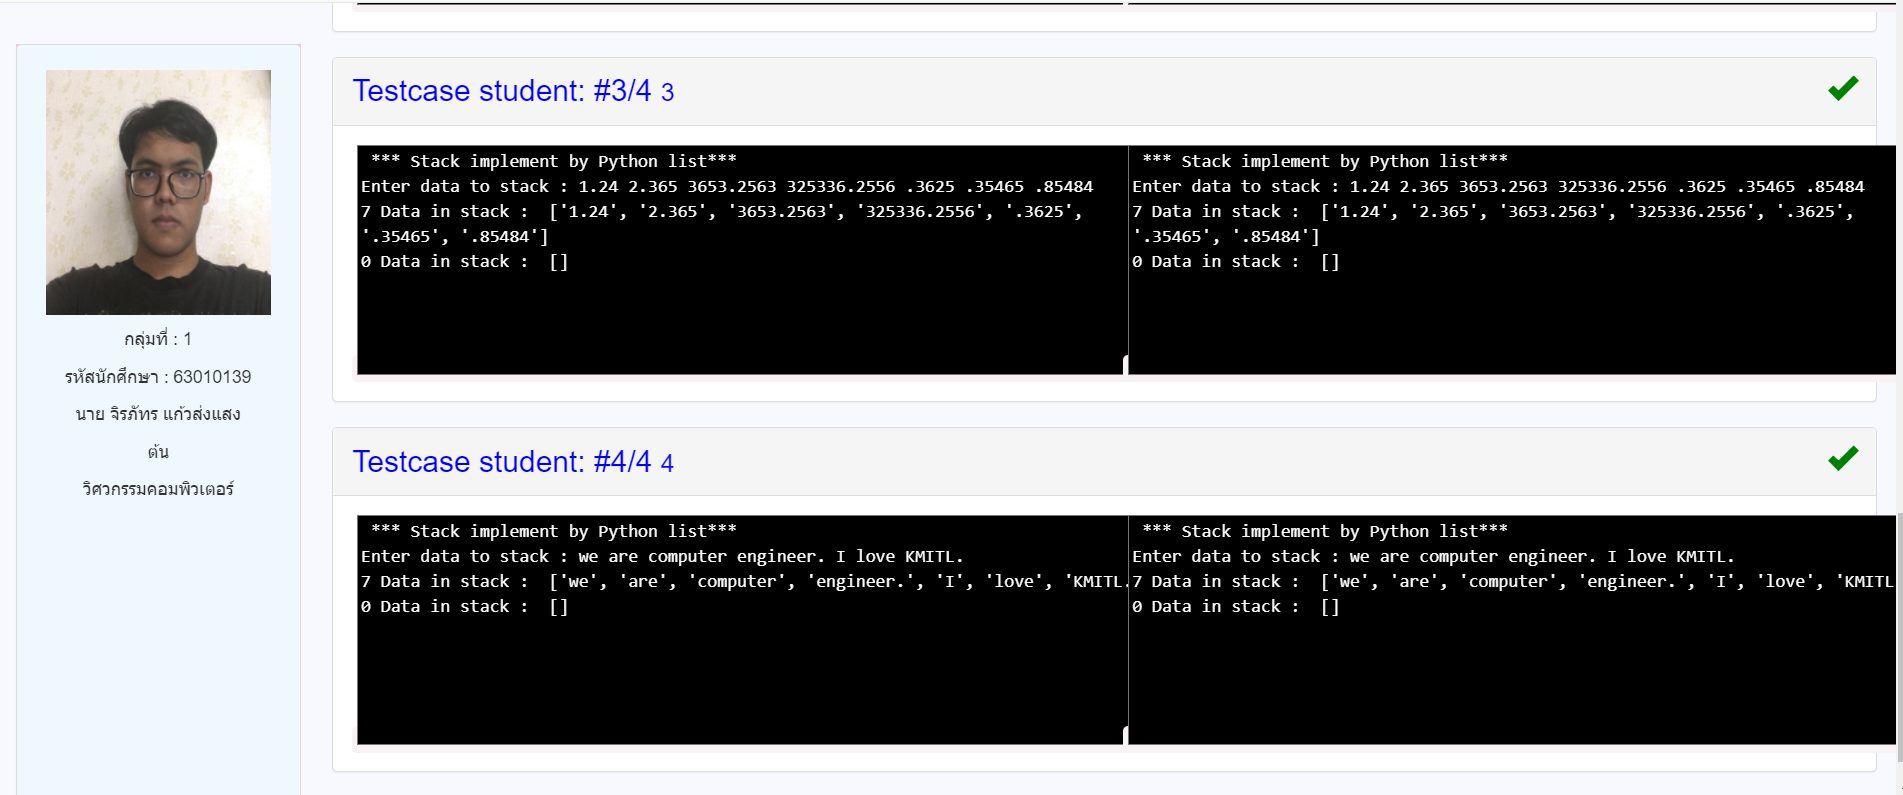 กลุ่มที่ : 1
รหัสนักศึกษา : 63010139
นาย จิรภัทร แก้วส่งแสง
ต้น
วิศวกรรมคอมพิวเตอร์
Testcase student: #3/4 3
*** Stack implement by Python list***
Enter data to stack : 1.24 2.365 3653.2563 325336.2556 .3625 .35465 .85484
7 Data in stack :  ['1.24', '2.365', '3653.2563', '325336.2556', '.3625',
'.35465', '.85484']
0 Data in stack :  []
*** Stack implement by Python list***
Enter data to stack : 1.24 2.365 3653.2563 325336.2556 .3625 .35465 .85484
7 Data in stack :  ['1.24', '2.365', '3653.2563', '325336.2556', '.3625',
'.35465', '.85484']
0 Data in stack :  []
Testcase student: #4/4 4
*** Stack implement by Python list***
Enter data to stack : we are computer engineer. I love KMITL.
7 Data in stack :  ['we', 'are', 'computer', 'engineer.', 'I', 'love', 'KMITL.
0 Data in stack :  []
*** Stack implement by Python list***
Enter data to stack : we are computer engineer. I love KMITL.
7 Data in stack :  ['we', 'are', 'computer', 'engineer.', 'I', 'love', 'KMITL
0 Data in stack :  []